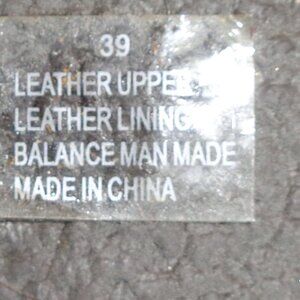 39
LEATHER UPPER
LEATHER LINING
BALANCE MAN MADE
MADE IN CHINA